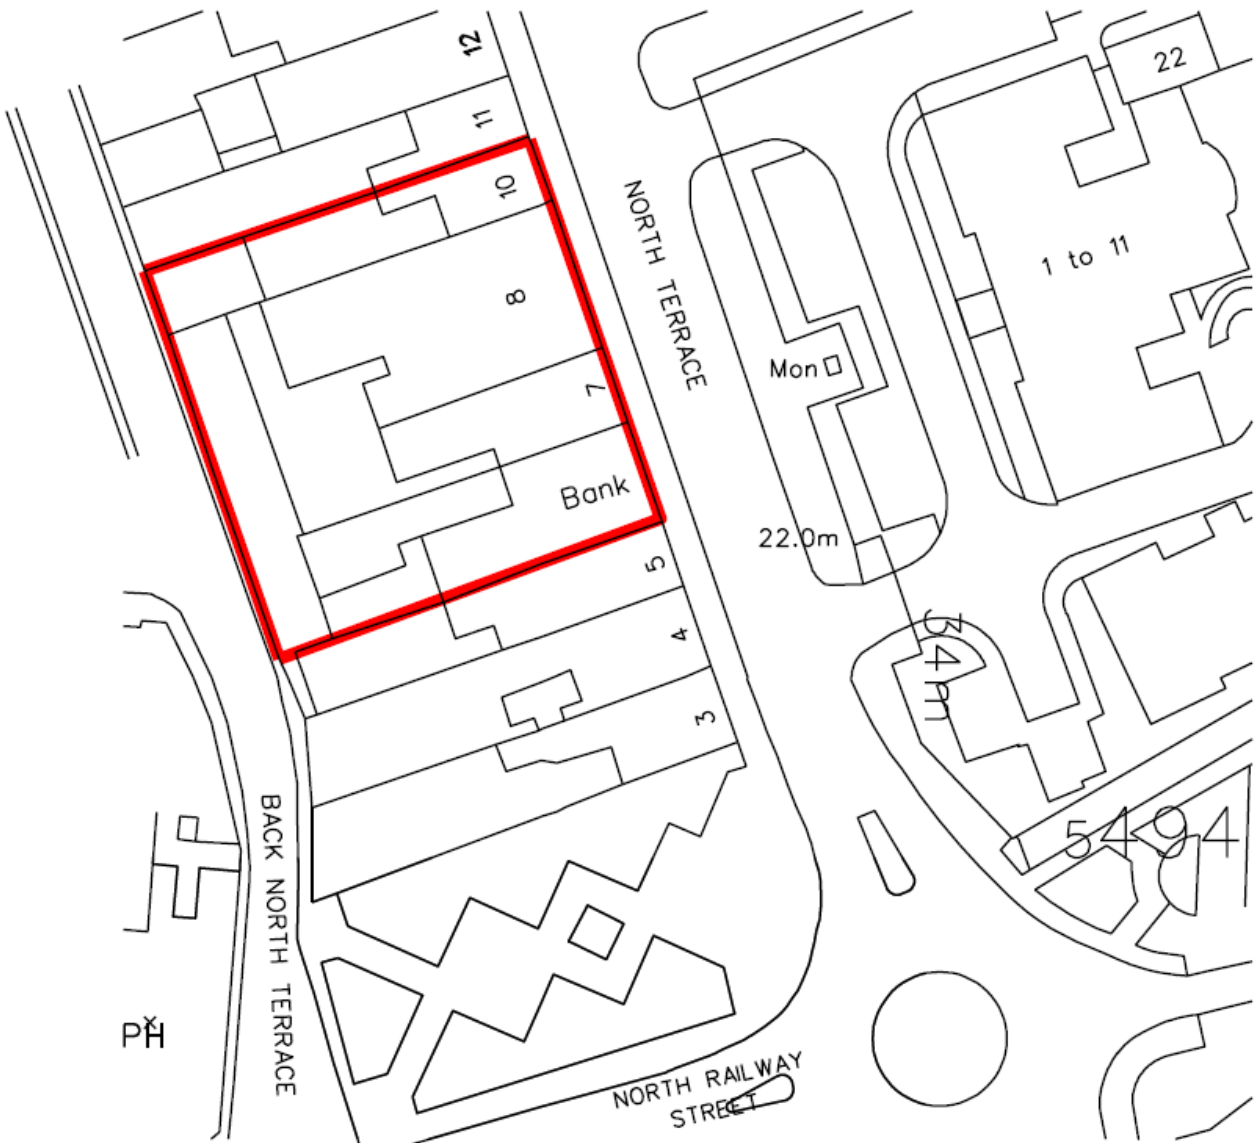 12
22
11
10
NORTH TERRACE
1 to 11
8
Mon
7
Bank
22.0m
5
34m
4
3
BACK NORTH TERRACE
5494
PH
NORTH RAILWAY
STREET